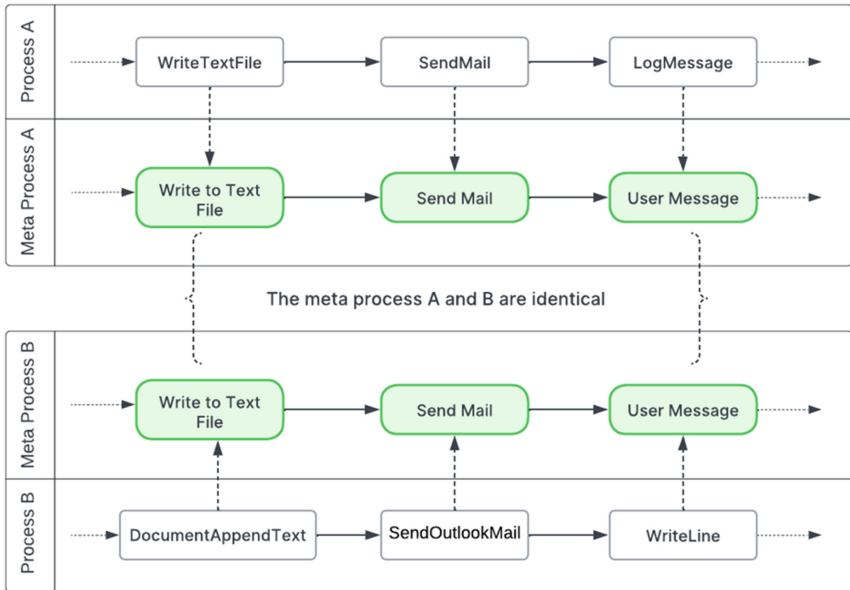 Process A
WriteTextFile
SendMail
LogMessage
Meta Process A
Write to Text
File
Send Mail
User Message
The meta process A and B are identical
Meta Process B
Write to Text
File
Send Mail
User Message
Process B
DocumentAppendText
SendOutlookMail
WriteLine